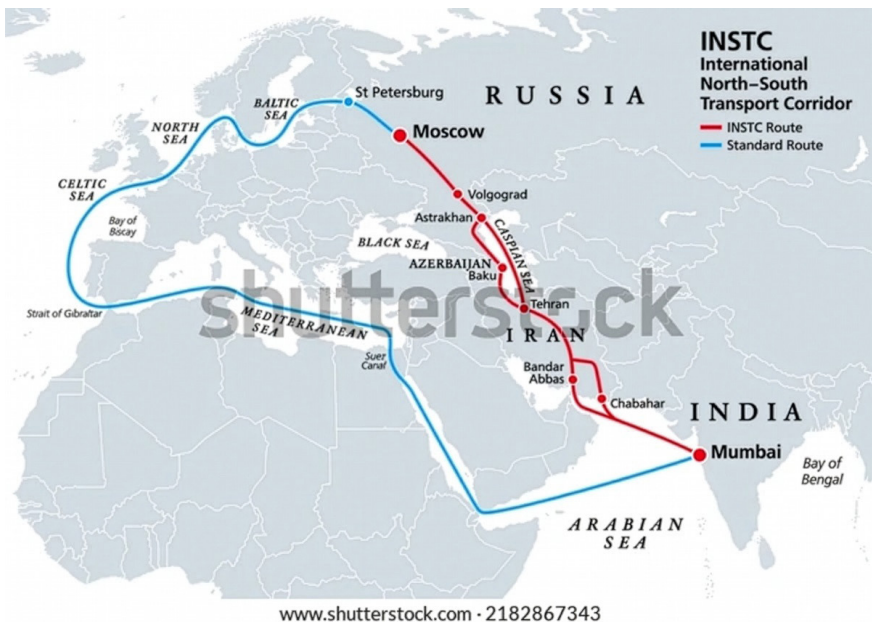 INSTC
International
North–South
Transport Corridor
INSTC Route
Standard Route
RUSSIA
St Petersburg
BALTIC
SEA
Moscow
NORTH
SEA
CELTIC
SEA
Volgograd
Astrakhan
Bay of
Biscay
CASPIAN SEA
BLACK SEA
AZERBAIJAN
Baku
shutterstock
Tehran
Strait of Gibraltar
MEDITERRANEAN
SEA
IRAN
Suez
Canal
Bandar
Abbas
Chabahar
INDIA
Mumbai
Bay of
Bengal
ARABIAN
SEA
www.shutterstock.com · 2182867343